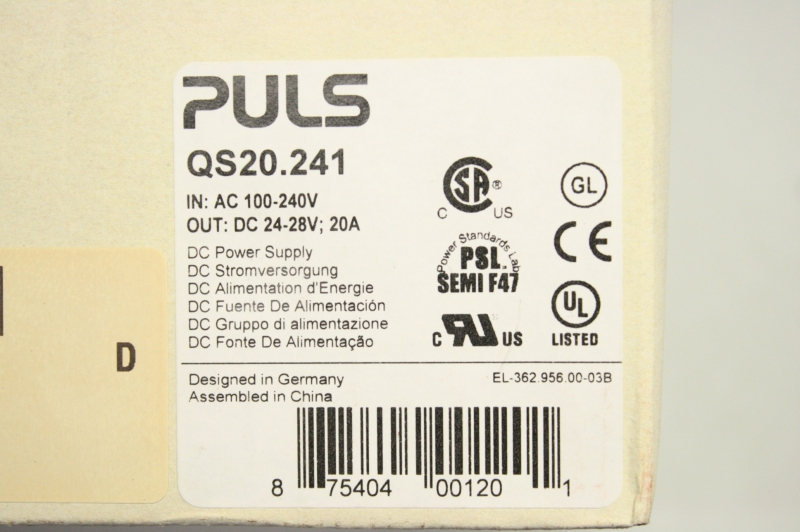 PULS
QS20.241
IN: AC 100-240V
OUT: DC 24-28V; 20A
DC Power Supply
DC Stromversorgung
DC Alimentation d'Energie
DC Fuente De Alimentación
DC Gruppo di alimentazione
DC Fonte De Alimentação
SA ®
C US
GL
Power Standards Lab
PSL.
SEMI F47
CE
UL
LISTED
C UR US
D
Designed in Germany
Assembled in China
EL-362.956.00-03B
8 75404 00120 1